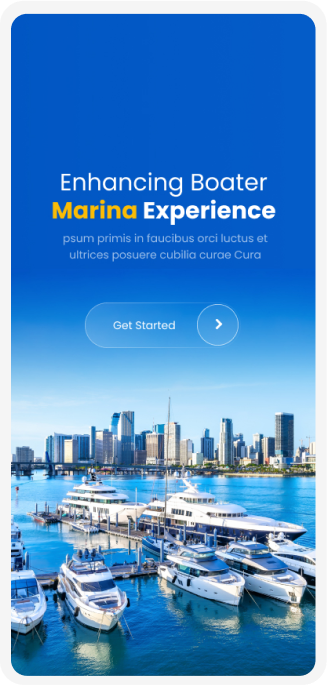 Enhancing Boater
Marina Experience
psum primis in faucibus orci luctus et
ultrices posuere cubilia curae Cura
Get Started